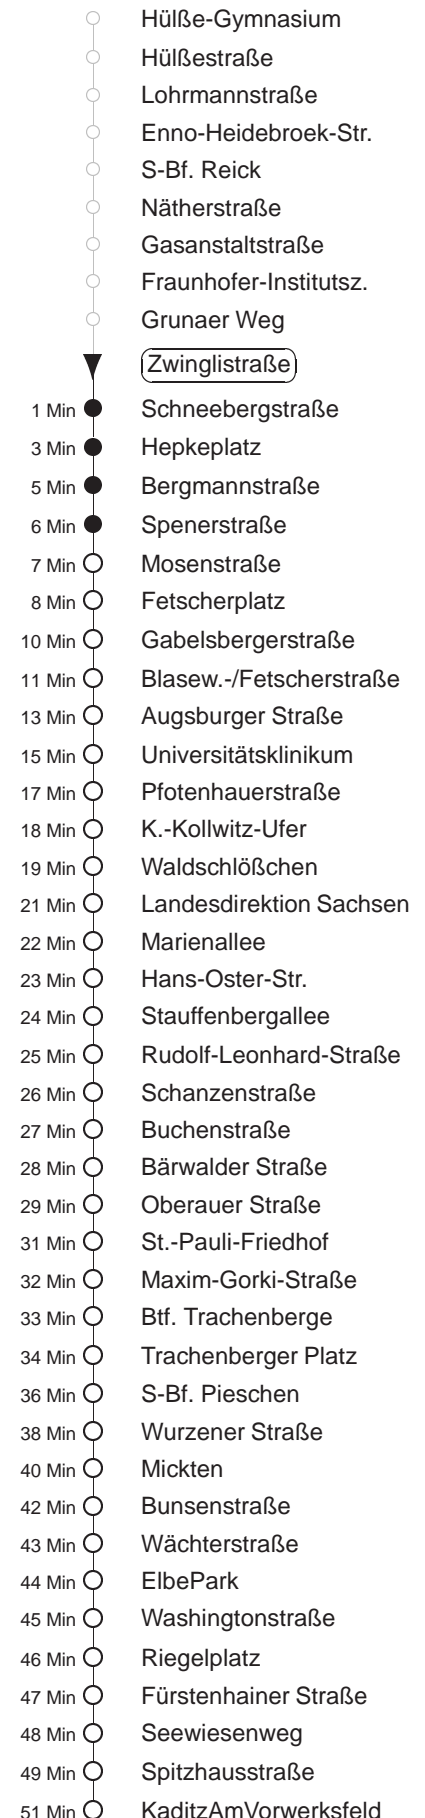 Hülße-Gymnasium
Hülßestraße
Lohrmannstraße
Enno-Heidebroek-Str.
S-Bf. Reick
Nätherstraße
Gasanstaltstraße
Fraunhofer-Institutsz.
Grunaer Weg
Zwinglistraße
1 Min Schneebergstraße
3 Min Hepkeplatz
5 Min Bergmannstraße
6 Min Spenerstraße
7 Min Mosenstraße
8 Min Fetscherplatz
10 Min Gabelsbergerstraße
11 Min Blasew.-/Fetscherstraße
13 Min Augsburger Straße
15 Min Universitätsklinikum
17 Min Pfotenhauerstraße
18 Min K.-Kollwitz-Ufer
19 Min Waldschlößchen
21 Min Landesdirektion Sachsen
22 Min Marienallee
23 Min Hans-Oster-Str.
24 Min Stauffenbergallee
25 Min Rudolf-Leonhard-Straße
26 Min Schanzenstraße
27 Min Buchenstraße
28 Min Bärwalder Straße
29 Min Oberauer Straße
31 Min St.-Pauli-Friedhof
32 Min Maxim-Gorki-Straße
33 Min Btf. Trachenberge
34 Min Trachenberger Platz
36 Min S-Bf. Pieschen
38 Min Wurzener Straße
40 Min Mickten
42 Min Bunsenstraße
43 Min Wächterstraße
44 Min ElbePark
45 Min Washingtonstraße
46 Min Riegelplatz
47 Min Fürstenhainer Straße
48 Min Seewiesenweg
49 Min Spitzhausstraße
51 Min KaditzAmVorwerksfeld